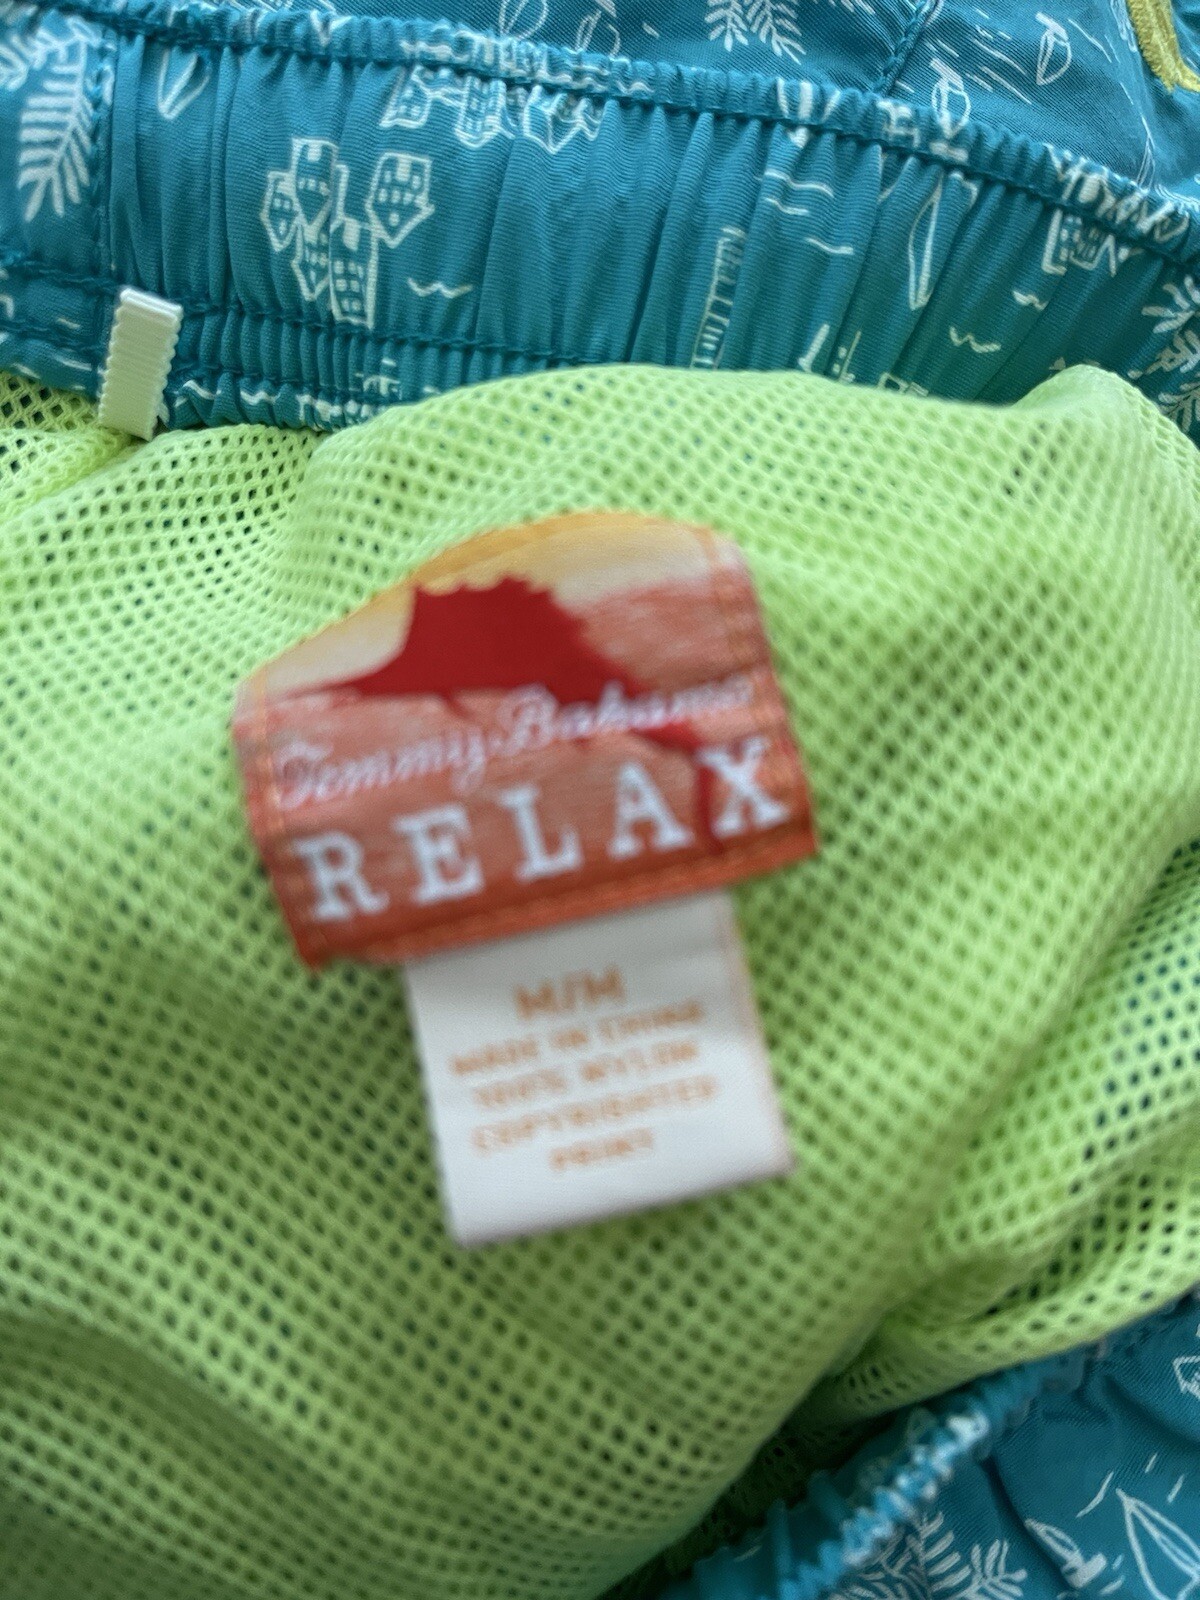 Tommy Bahama
RELAX
M/M
MADE IN CHINA
100% NYLON
COPYRIGHTED
PRINT